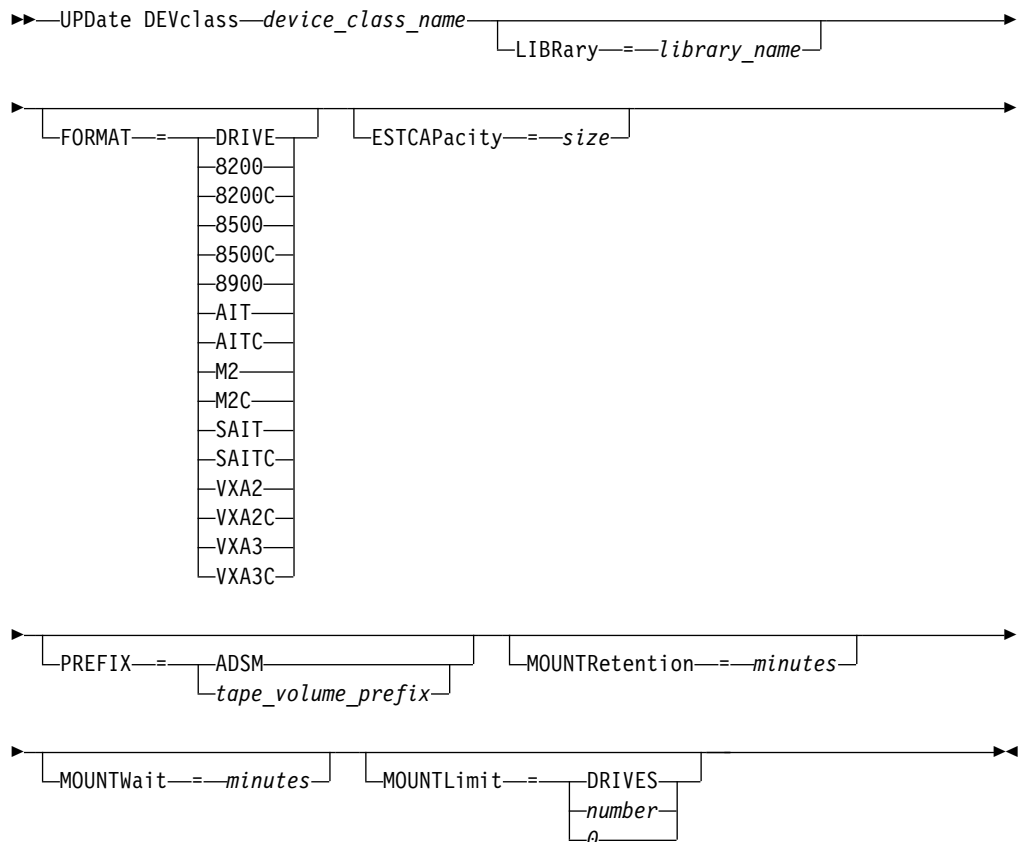 UPDate DEVclass device_class_name
LIBRary = library_name
FORMAT = DRIVE ESTCAPacity = size
8200
8200C
8500
8500C
8900
AIT
AITC
M2
M2C
SAIT
SAITC
VXA2
VXA2C
VXA3
VXA3C
PREFIX = ADSM MOUNTRetention = minutes
tape_volume_prefix
MOUNTWait = minutes MOUNTLimit = DRIVES
number
0